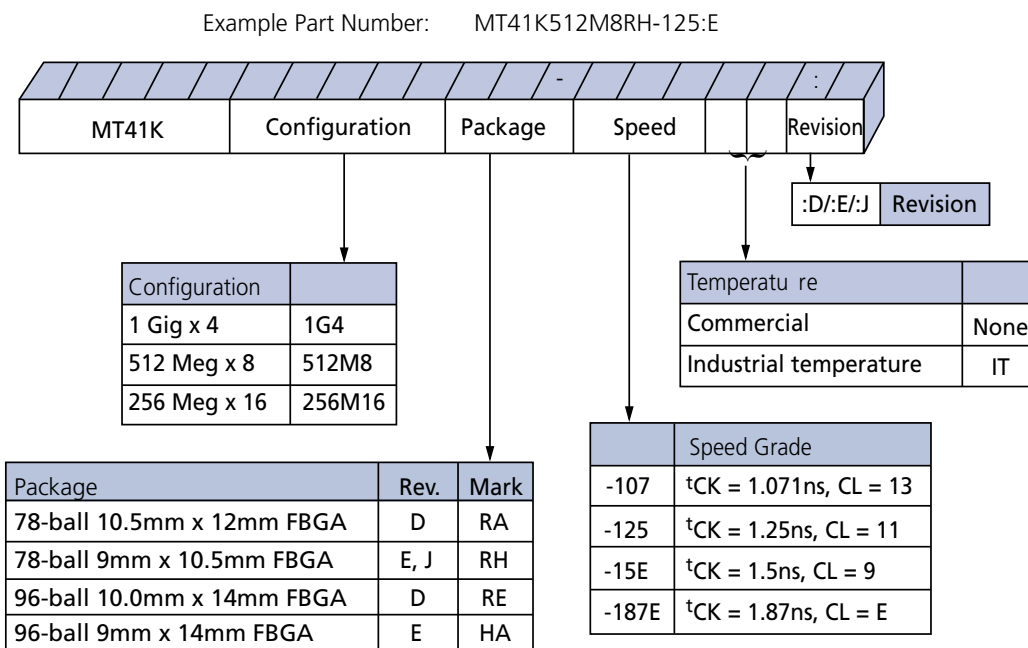 Example Part Number: MT41K512M8RH-125:E
- :
MT41K Configuration Package Speed Revision
:D/:E/:J Revision
Configuration
1 Gig x 4 1G4
512 Meg x 8 512M8
256 Meg x 16 256M16
Temperatu re
Commercial None
Industrial temperature IT
Package Rev. Mark
78-ball 10.5mm x 12mm FBGA D RA
78-ball 9mm x 10.5mm FBGA E, J RH
96-ball 10.0mm x 14mm FBGA D RE
96-ball 9mm x 14mm FBGA E HA
Speed Grade
-107 tCK = 1.071ns, CL = 13
-125 tCK = 1.25ns, CL = 11
-15E tCK = 1.5ns, CL = 9
-187E tCK = 1.87ns, CL = E